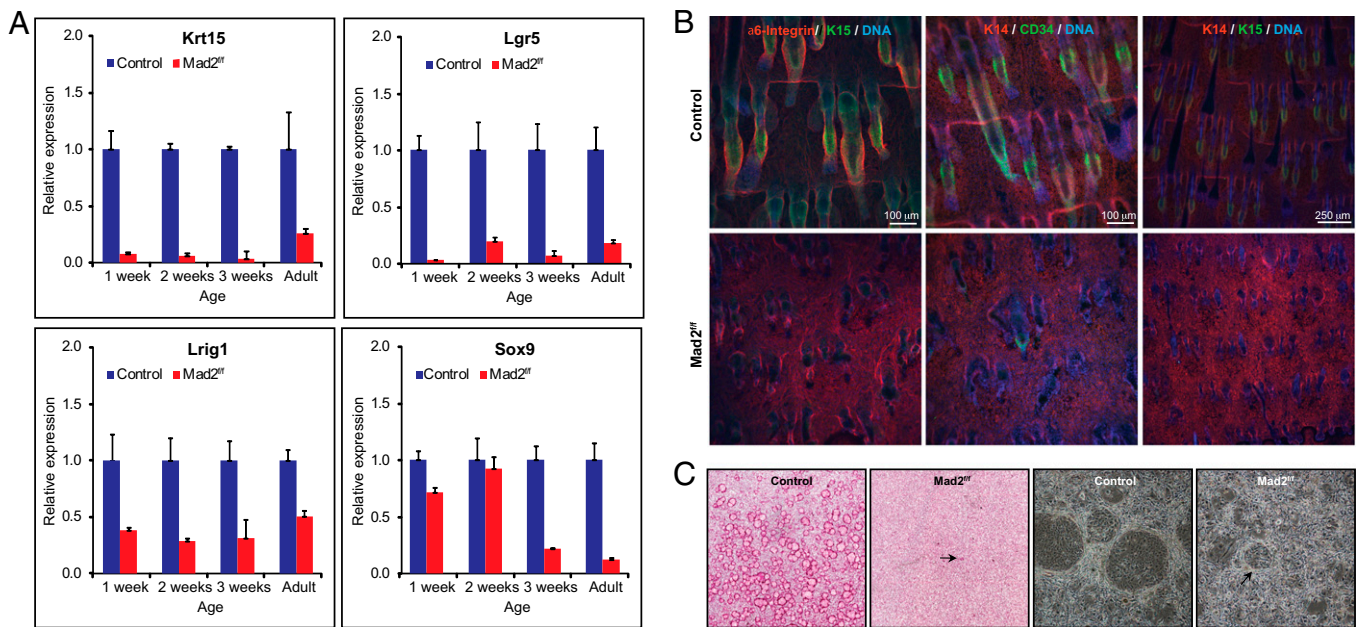 A
Krt15
Control Mad2f/f
Relative expression
2.0
1.5
1.0
0.5
0.0
1 week 2 weeks 3 weeks Adult
Age
Lgr5
Control Mad2f/f
Relative expression
2.0
1.5
1.0
0.5
0.0
1 week 2 weeks 3 weeks Adult
Age
Lrig1
Control Mad2f/f
Relative expression
2.0
1.5
1.0
0.5
0.0
1 week 2 weeks 3 weeks Adult
Age
Sox9
Control Mad2f/f
Relative expression
2.0
1.5
1.0
0.5
0.0
1 week 2 weeks 3 weeks Adult
Age
B
a6-Integrin/ K15 / DNA
K14 / CD34 / DNA
K14 / K15 / DNA
Control
100 µm
100 µm
250 µm
Mad2f/f
C
Control
Mad2f/f
Control
Mad2f/f